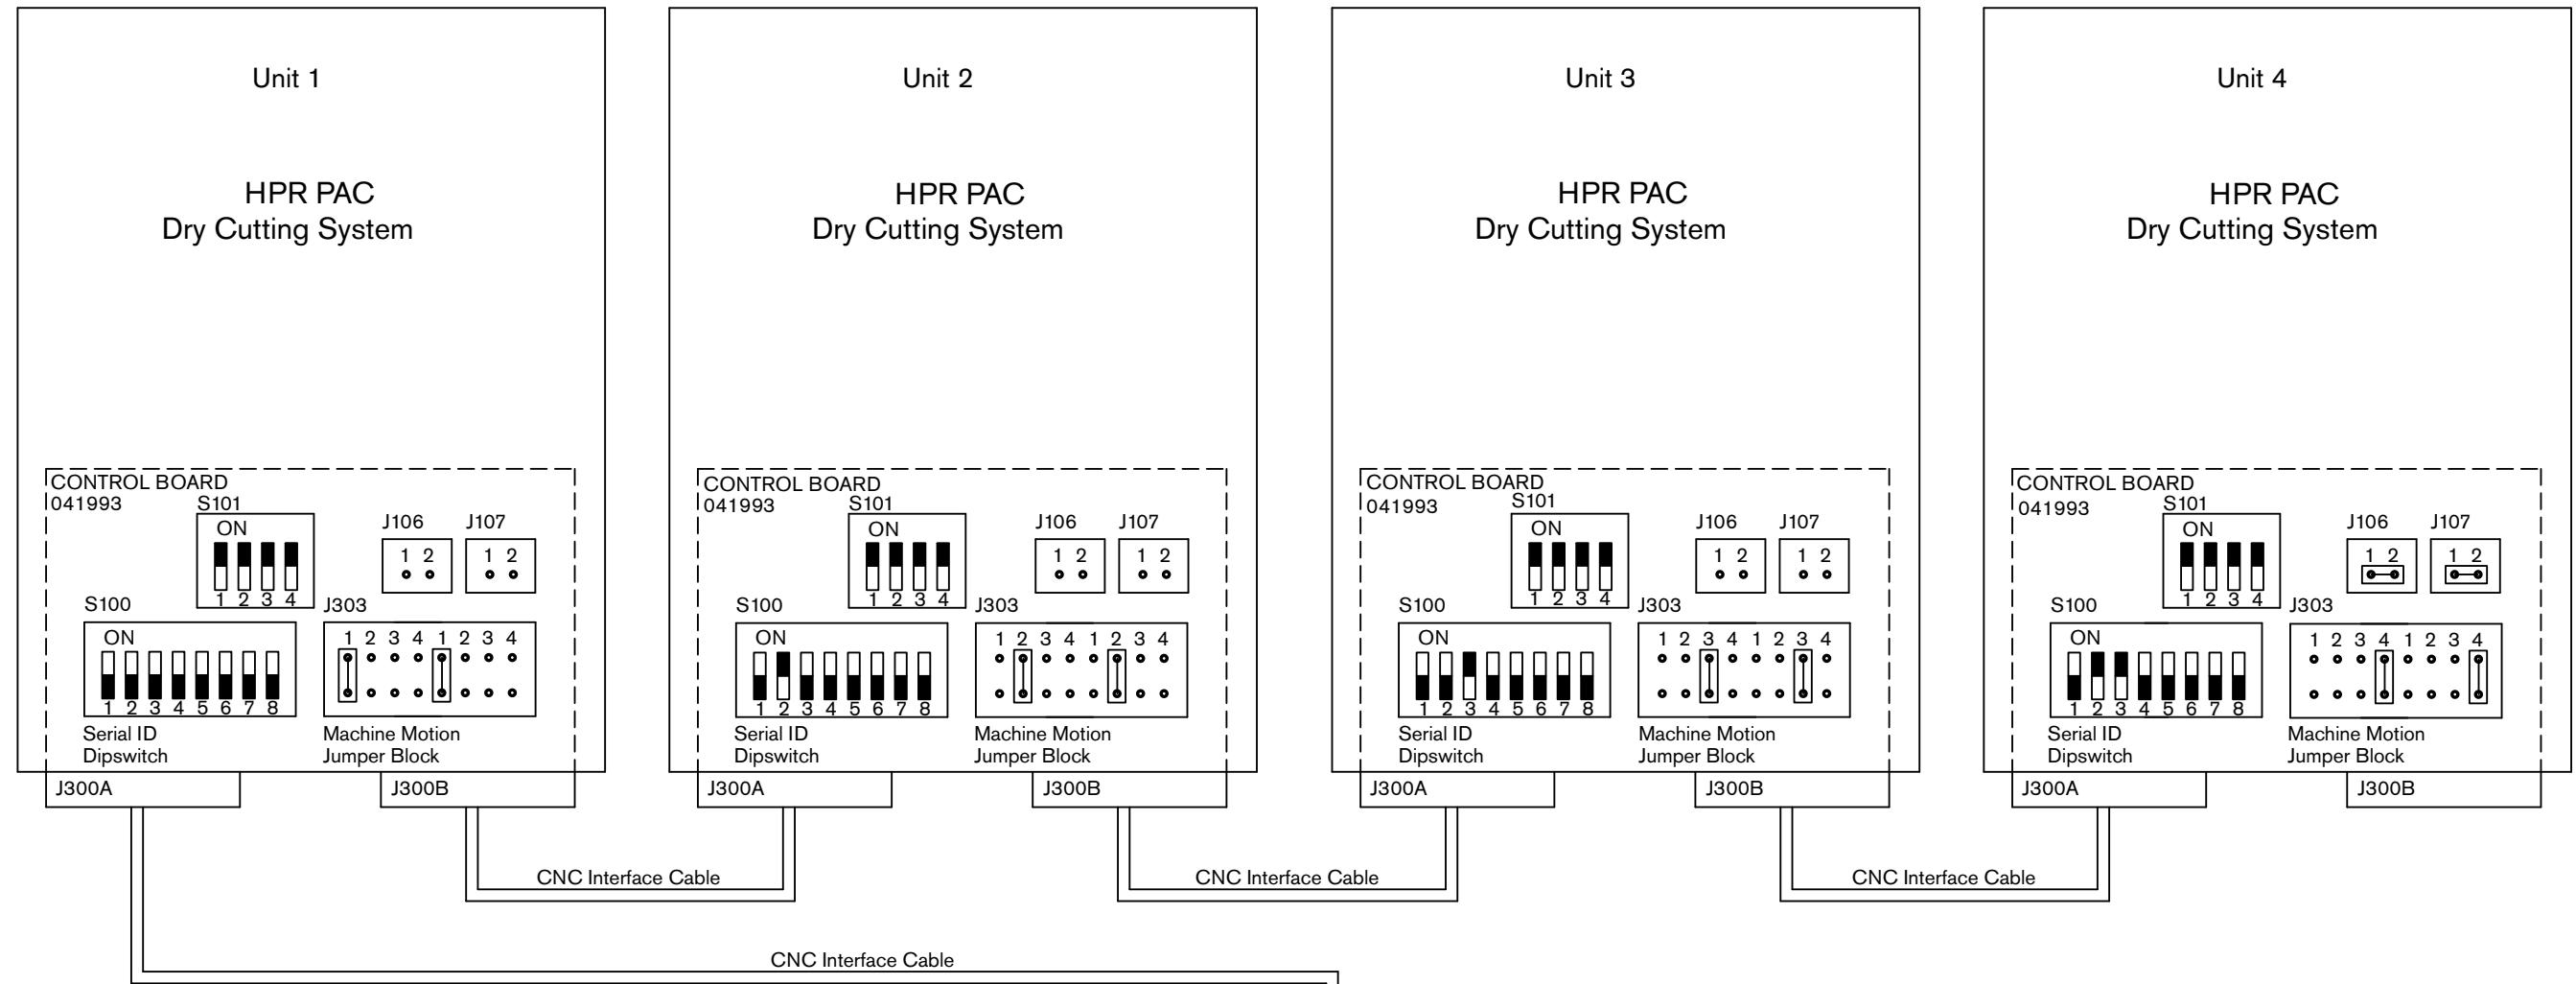 Unit 1
HPR PAC
Dry Cutting System
CONTROL BOARD
041993
S101
ON
1 2 3 4
J106
1 2
J107
1 2
S100
ON
1 2 3 4 5 6 7 8
Serial ID
Dipswitch
J303
1 2 3 4 1 2 3 4
Machine Motion
Jumper Block
J300A
J300B
Unit 2
HPR PAC
Dry Cutting System
CONTROL BOARD
041993
S101
ON
1 2 3 4
J106
1 2
J107
1 2
S100
ON
1 2 3 4 5 6 7 8
Serial ID
Dipswitch
J303
1 2 3 4 1 2 3 4
Machine Motion
Jumper Block
J300A
J300B
Unit 3
HPR PAC
Dry Cutting System
CONTROL BOARD
041993
S101
ON
1 2 3 4
J106
1 2
J107
1 2
S100
ON
1 2 3 4 5 6 7 8
Serial ID
Dipswitch
J303
1 2 3 4 1 2 3 4
Machine Motion
Jumper Block
J300A
J300B
Unit 4
HPR PAC
Dry Cutting System
CONTROL BOARD
041993
S101
ON
1 2 3 4
J106
1 2
J107
1 2
S100
ON
1 2 3 4 5 6 7 8
Serial ID
Dipswitch
J303
1 2 3 4 1 2 3 4
Machine Motion
Jumper Block
J300A
J300B
CNC Interface Cable
CNC Interface Cable
CNC Interface Cable
CNC Interface Cable